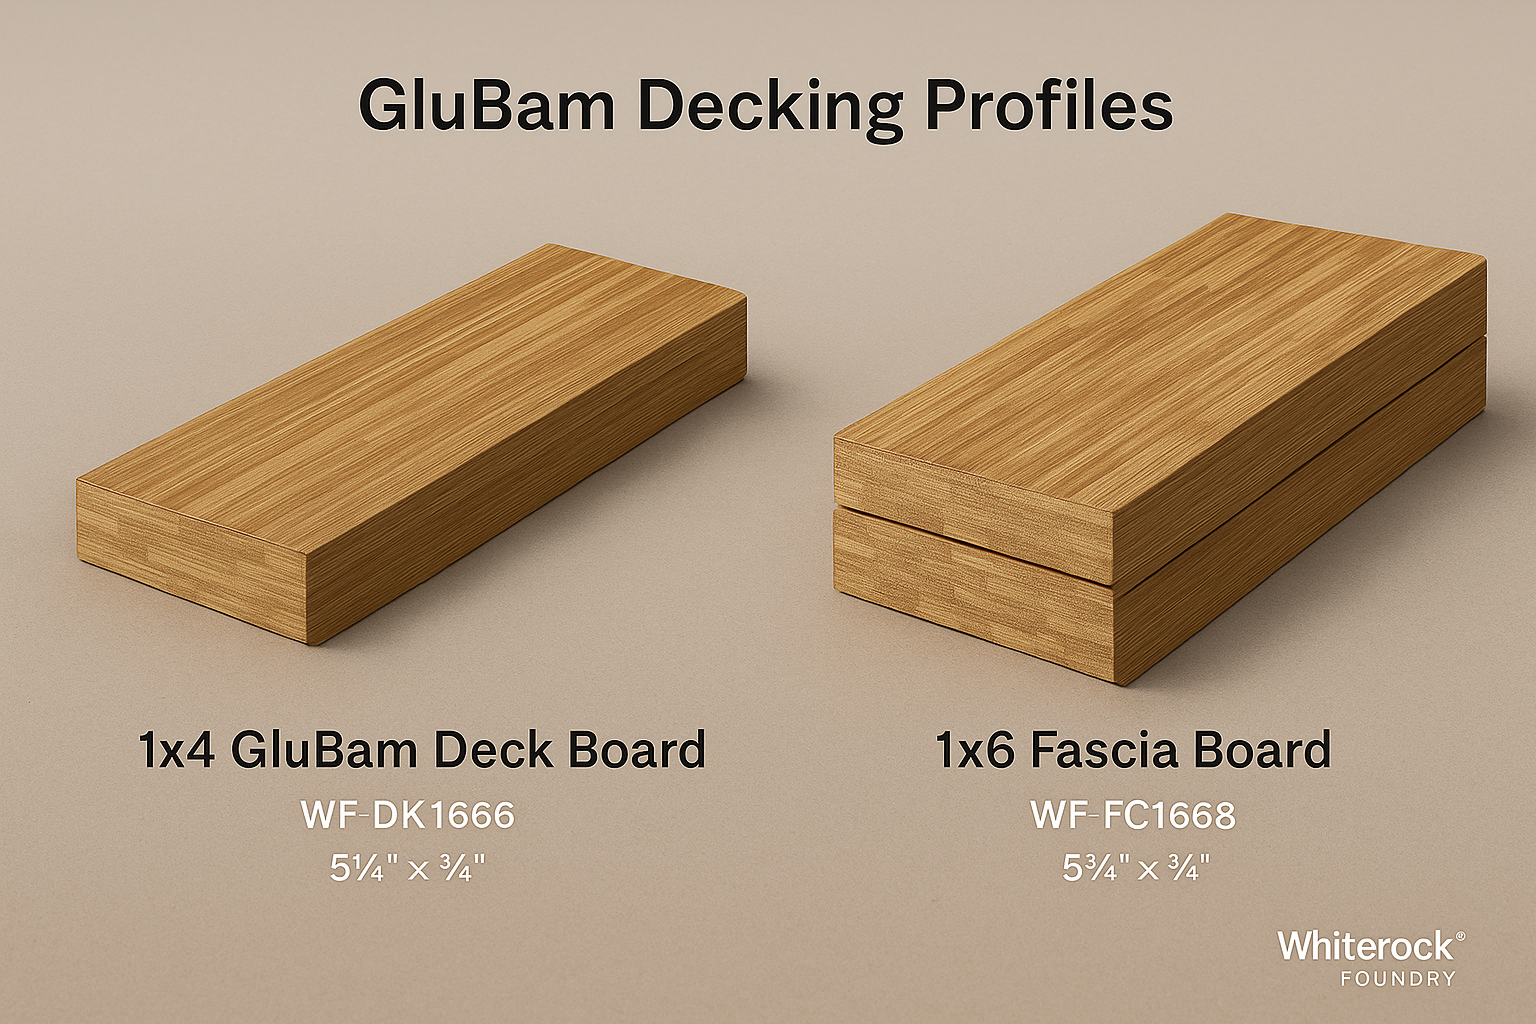 GluBam Decking Profiles
1x4 GluBam Deck Board
WF-DK1666
5¼" x ¾"
1x6 Fascia Board
WF-FC1668
5¾" x ¾"
Whiterock®
FOUNDRY